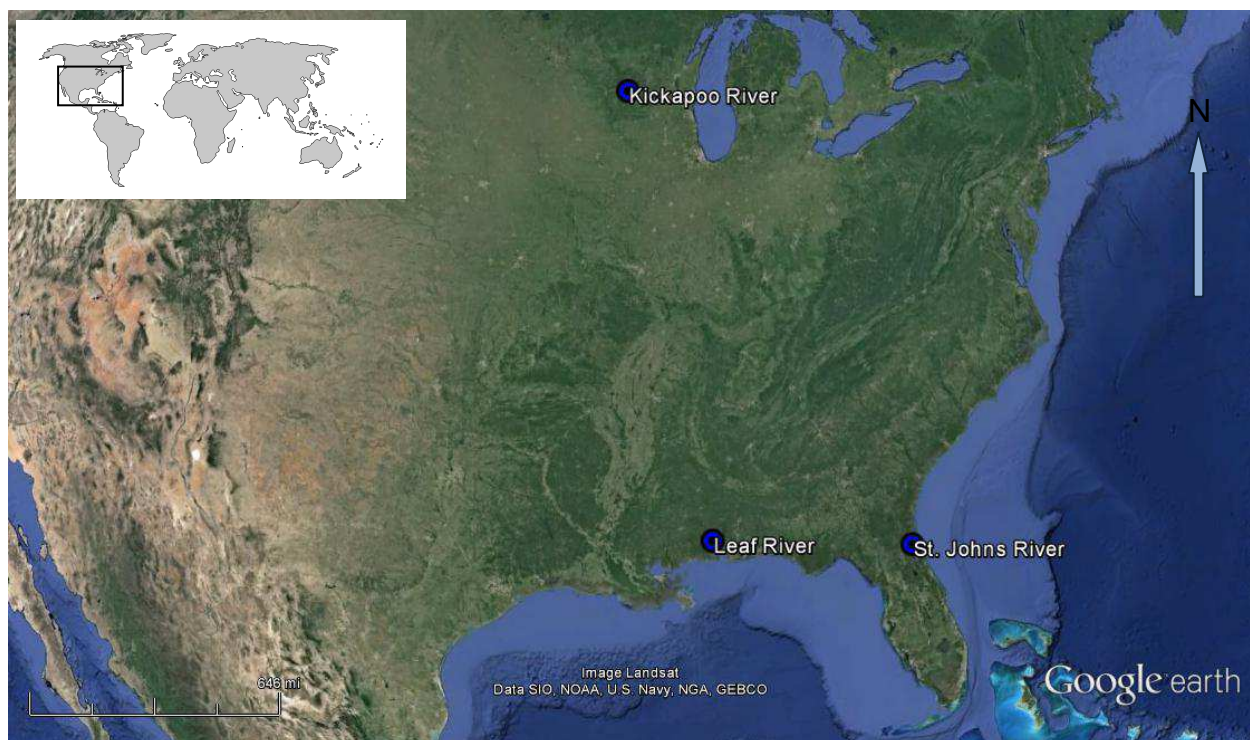 Kickapoo River
N
Leaf River
St. Johns River
646 mi
Image Landsat
Data SIO, NOAA, U.S. Navy, NGA, GEBCO
Google earth